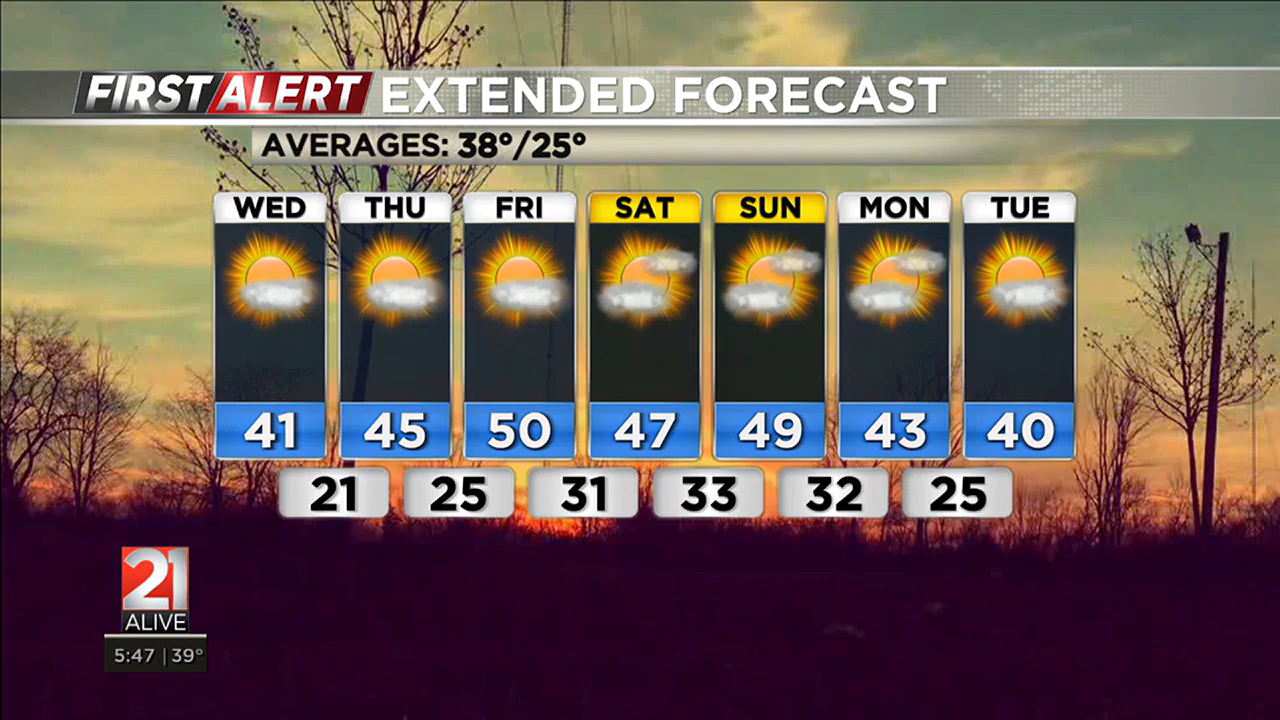 FIRST ALERT EXTENDED FORECAST
AVERAGES: 38°/25°
WED THU FRI SAT SUN MON TUE
41 45 50 47 49 43 40
21 25 31 33 32 25
21
ALIVE
5:47 | 39°